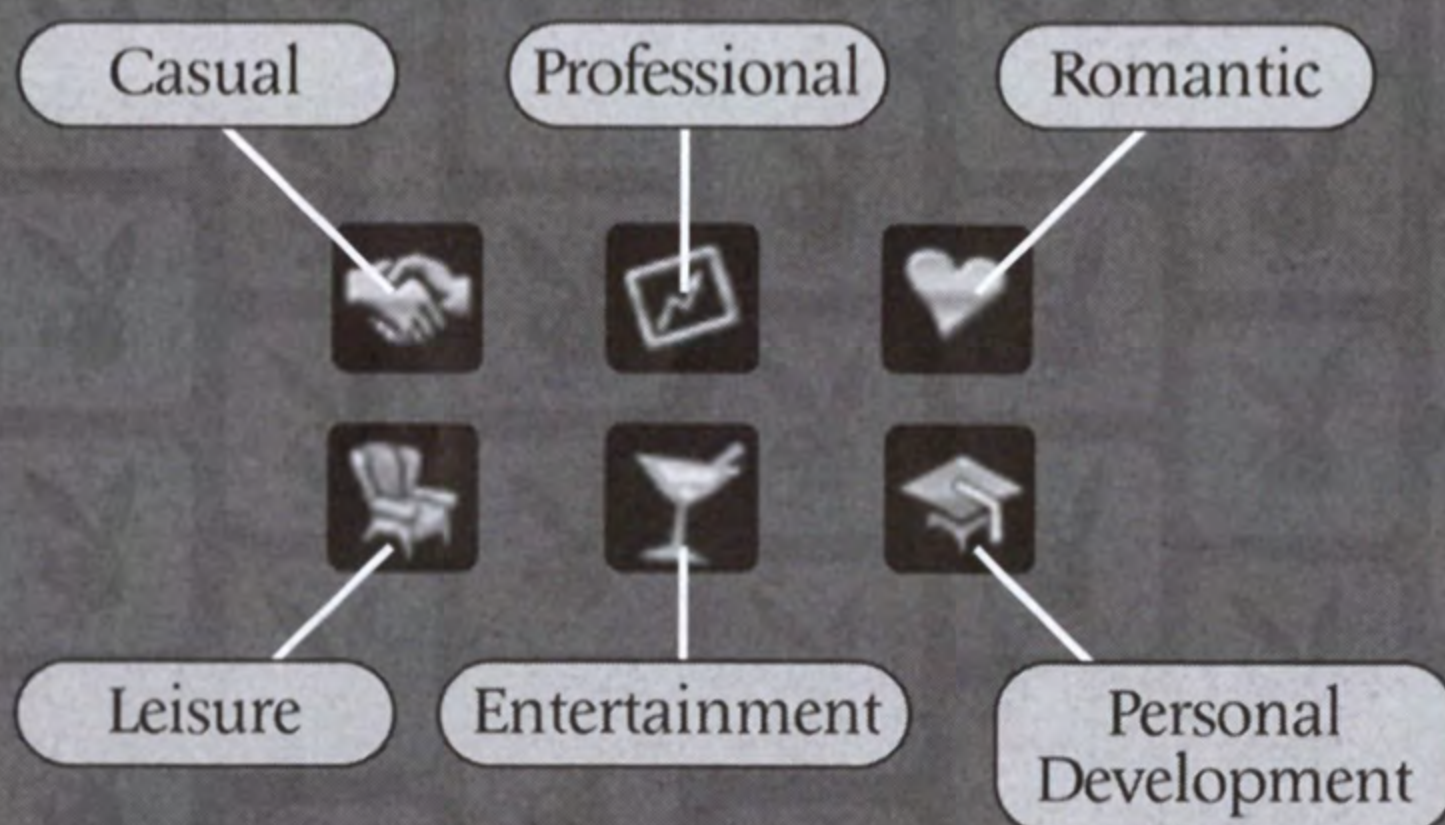 Casual
Professional
Romantic
Leisure
Entertainment
Personal
Development